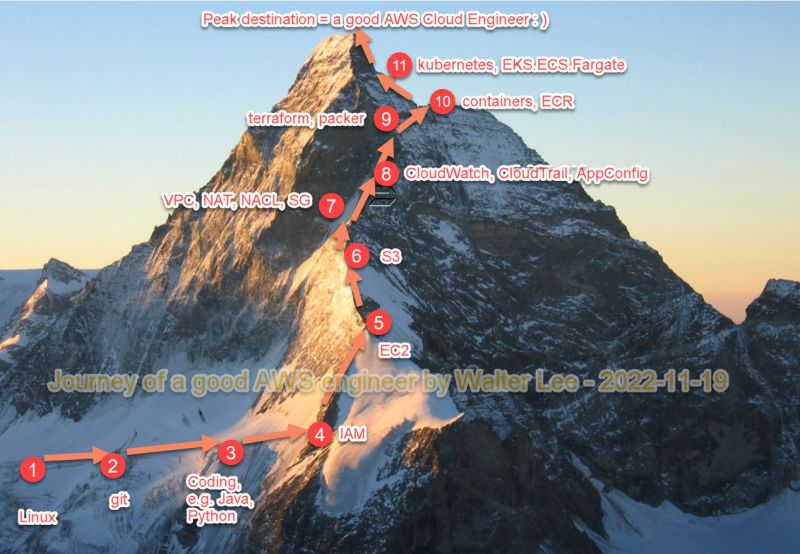 Peak destination = a good AWS Cloud Engineer : )
11 kubernetes, EKS.ECS.Fargate
10 containers, ECR
terraform, packer 9
8 CloudWatch, CloudTrail, AppConfig
VPC, NAT, NACL, SG 7
6 S3
5
EC2
Journey of a good AWS engineer by Walter Lee - 2022-11-19
4 IAM
3
Coding,
e.g. Java,
Python
2
git
1
Linux